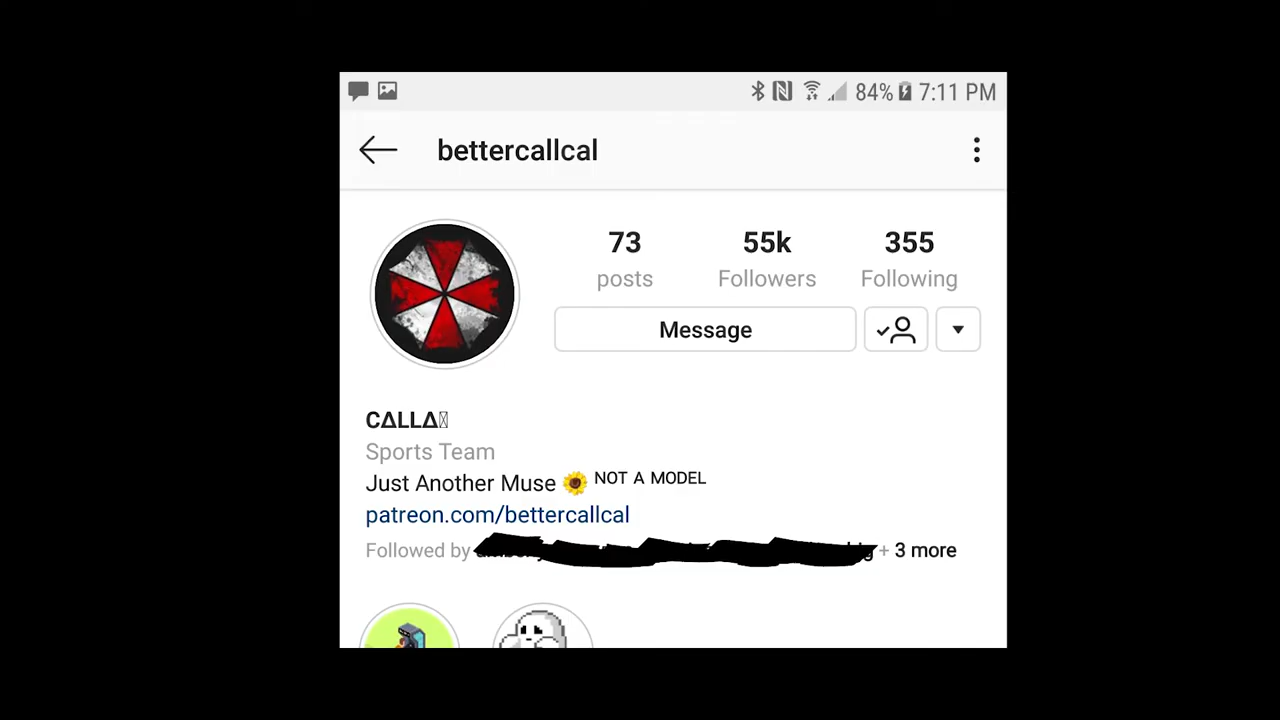 84% 7:11 PM
bettercallcal
73 55k 355
posts Followers Following
Message
CΔLLΔ
Sports Team
Just Another Muse 🌻 ᴺᴼᵀ ᴬ ᴹᴼᴰᴱᴸ
patreon.com/bettercallcal
Followed by + 3 more